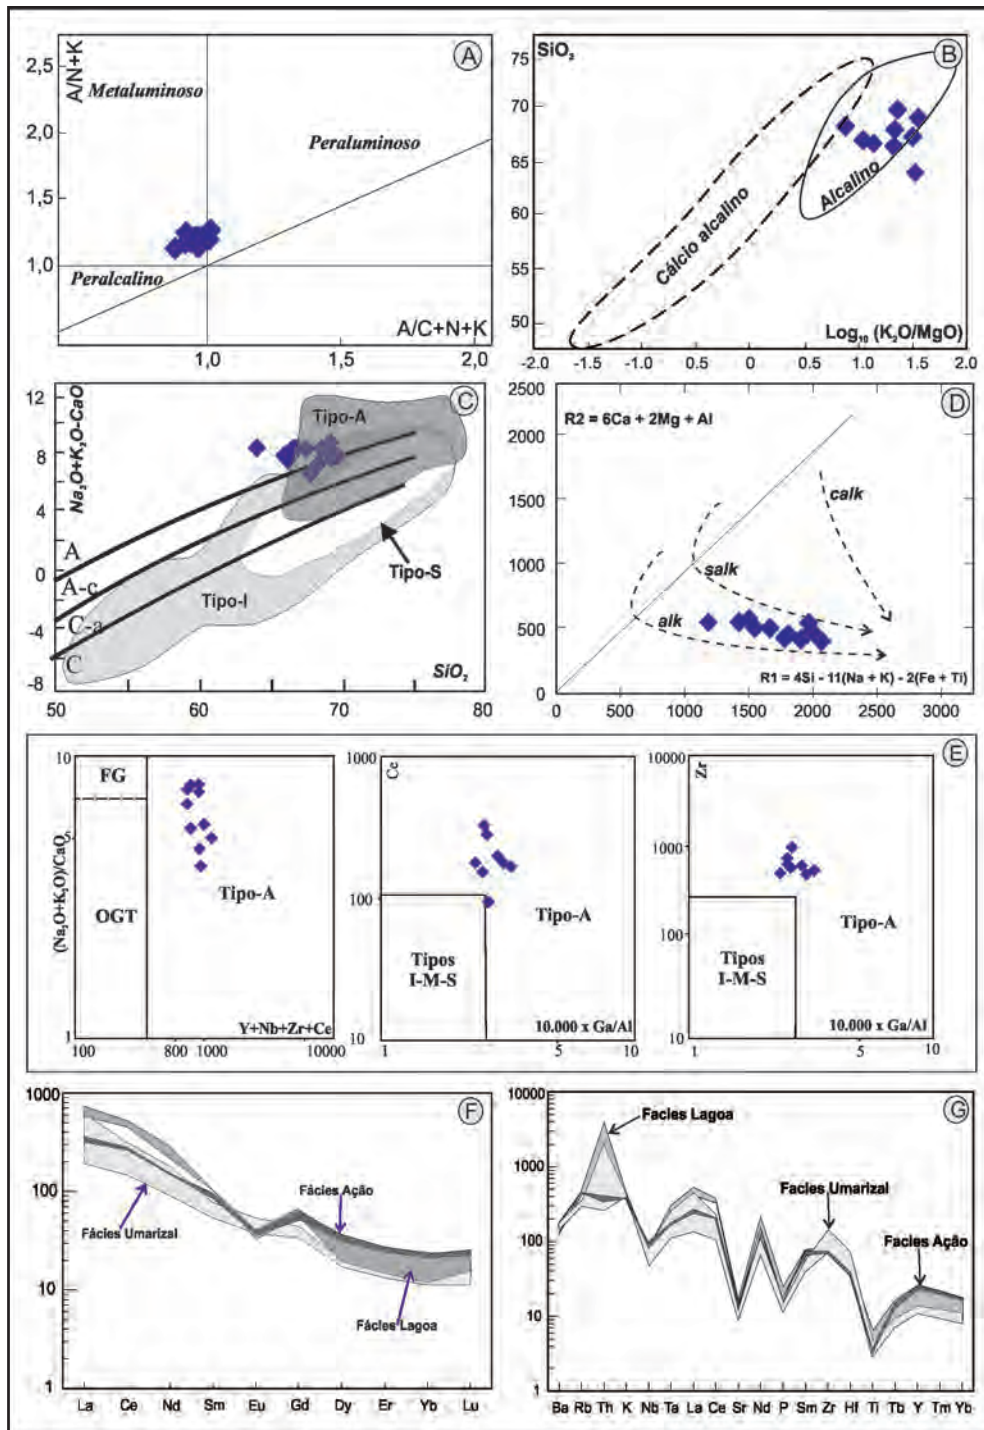 A
A/N+K
2,5
2,0
1,5
1,0
Metaluminoso
Peraluminoso
Peralcalino
A/C+N+K
1,0
1,5
2,0
B
SiO₂
75
70
65
60
55
50
Cálcio alcalino
Alcalino
Log₁₀ (K₂O/MgO)
-2.0 -1.5 -1.0 -0.5 0.0 0.5 1.0 1.5 2.0
C
Na₂O+K₂O-CaO
12
8
4
0
-4
-8
Tipo-A
Tipo-S
Tipo-I
A
A-c
C-a
C
SiO₂
50 60 70 80
D
2500
2000
1500
1000
500
0
R2 = 6Ca + 2Mg + Al
calk
salk
alk
R1 = 4Si - 11(Na + K) - 2(Fe + Ti)
0 500 1000 1500 2000 2500 3000
E
(Na₂O+K₂O)/CaO
10
5
1
FG
OGT
Tipo-A
Y+Nb+Zr+Ce
100 800 1000 10000
Ce
1000
100
10
Tipo-A
Tipos
I-M-S
10.000 x Ga/Al
1 5 10
Zr
10000
1000
100
10
Tipo-A
Tipos
I-M-S
10.000 x Ga/Al
1 5 10
F
1000
100
10
1
Fácies Ação
Fácies Umarizal
Fácies Lagoa
La Ce Nd Sm Eu Gd Dy Er Yb Lu
G
10000
1000
100
10
1
Facies Lagoa
Facies Umarizal
Facies Ação
Ba Rb Th K Nb Ta La Ce Sr Nd P Sm Zr Hf Ti Tb Y Tm Yb